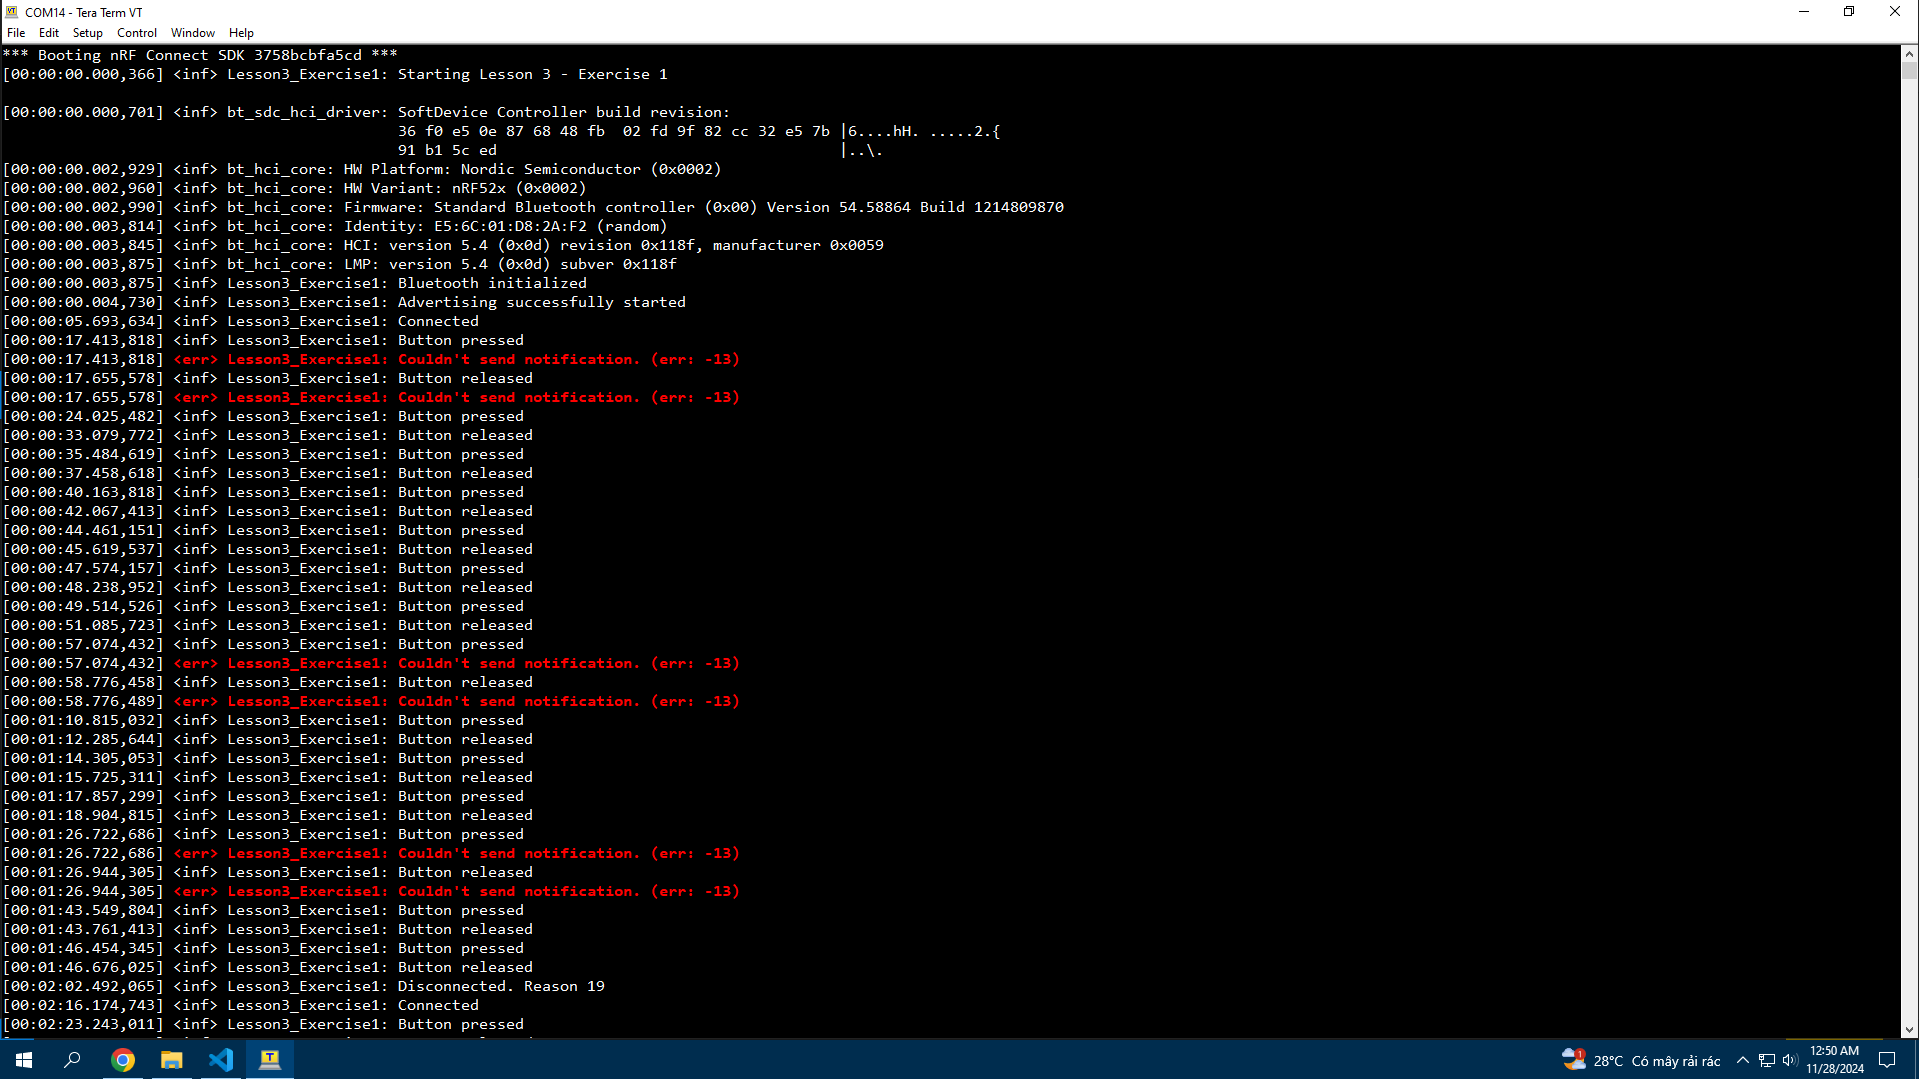 COM14 - Tera Term VT
File Edit Setup Control Window Help
*** Booting nRF Connect SDK 3758bcbfa5cd ***
[00:00:00.000,366] <inf> Lesson3_Exercise1: Starting Lesson 3 - Exercise 1
[00:00:00.000,701] <inf> bt_sdc_hci_driver: SoftDevice Controller build revision:
36 f0 e5 0e 87 68 48 fb  02 fd 9f 82 cc 32 e5 7b |6....hH. .....2.{
91 b1 5c ed                                      |..\.
[00:00:00.002,929] <inf> bt_hci_core: HW Platform: Nordic Semiconductor (0x0002)
[00:00:00.002,960] <inf> bt_hci_core: HW Variant: nRF52x (0x0002)
[00:00:00.002,990] <inf> bt_hci_core: Firmware: Standard Bluetooth controller (0x00) Version 54.58864 Build 1214809870
[00:00:00.003,814] <inf> bt_hci_core: Identity: E5:6C:01:D8:2A:F2 (random)
[00:00:00.003,845] <inf> bt_hci_core: HCI: version 5.4 (0x0d) revision 0x118f, manufacturer 0x0059
[00:00:00.003,875] <inf> bt_hci_core: LMP: version 5.4 (0x0d) subver 0x118f
[00:00:00.003,875] <inf> Lesson3_Exercise1: Bluetooth initialized
[00:00:00.004,730] <inf> Lesson3_Exercise1: Advertising successfully started
[00:00:05.693,634] <inf> Lesson3_Exercise1: Connected
[00:00:17.413,818] <inf> Lesson3_Exercise1: Button pressed
[00:00:17.413,818] <err> Lesson3_Exercise1: Couldn't send notification. (err: -13)
[00:00:17.655,578] <inf> Lesson3_Exercise1: Button released
[00:00:17.655,578] <err> Lesson3_Exercise1: Couldn't send notification. (err: -13)
[00:00:24.025,482] <inf> Lesson3_Exercise1: Button pressed
[00:00:33.079,772] <inf> Lesson3_Exercise1: Button released
[00:00:35.484,619] <inf> Lesson3_Exercise1: Button pressed
[00:00:37.458,618] <inf> Lesson3_Exercise1: Button released
[00:00:40.163,818] <inf> Lesson3_Exercise1: Button pressed
[00:00:42.067,413] <inf> Lesson3_Exercise1: Button released
[00:00:44.461,151] <inf> Lesson3_Exercise1: Button pressed
[00:00:45.619,537] <inf> Lesson3_Exercise1: Button released
[00:00:47.574,157] <inf> Lesson3_Exercise1: Button pressed
[00:00:48.238,952] <inf> Lesson3_Exercise1: Button released
[00:00:49.514,526] <inf> Lesson3_Exercise1: Button pressed
[00:00:51.085,723] <inf> Lesson3_Exercise1: Button released
[00:00:57.074,432] <inf> Lesson3_Exercise1: Button pressed
[00:00:57.074,432] <err> Lesson3_Exercise1: Couldn't send notification. (err: -13)
[00:00:58.776,458] <inf> Lesson3_Exercise1: Button released
[00:00:58.776,489] <err> Lesson3_Exercise1: Couldn't send notification. (err: -13)
[00:01:10.815,032] <inf> Lesson3_Exercise1: Button pressed
[00:01:12.285,644] <inf> Lesson3_Exercise1: Button released
[00:01:14.305,053] <inf> Lesson3_Exercise1: Button pressed
[00:01:15.725,311] <inf> Lesson3_Exercise1: Button released
[00:01:17.857,299] <inf> Lesson3_Exercise1: Button pressed
[00:01:18.904,815] <inf> Lesson3_Exercise1: Button released
[00:01:26.722,686] <inf> Lesson3_Exercise1: Button pressed
[00:01:26.722,686] <err> Lesson3_Exercise1: Couldn't send notification. (err: -13)
[00:01:26.944,305] <inf> Lesson3_Exercise1: Button released
[00:01:26.944,305] <err> Lesson3_Exercise1: Couldn't send notification. (err: -13)
[00:01:43.549,804] <inf> Lesson3_Exercise1: Button pressed
[00:01:43.761,413] <inf> Lesson3_Exercise1: Button released
[00:01:46.454,345] <inf> Lesson3_Exercise1: Button pressed
[00:01:46.676,025] <inf> Lesson3_Exercise1: Button released
[00:02:02.492,065] <inf> Lesson3_Exercise1: Disconnected. Reason 19
[00:02:16.174,743] <inf> Lesson3_Exercise1: Connected
[00:02:23.243,011] <inf> Lesson3_Exercise1: Button pressed
1 28°C Có mây rải rác
12:50 AM
11/28/2024